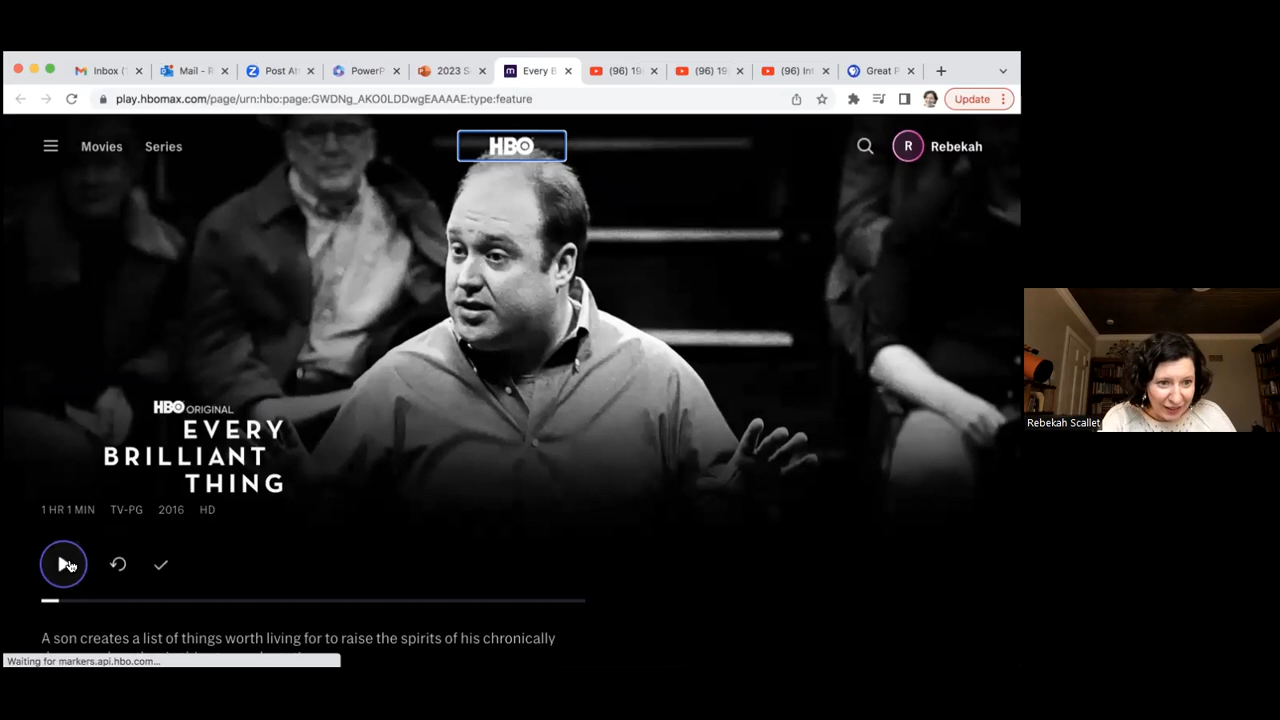 Inbox (
Mail - R
Post At
PowerP
2023 S
Every B
(96) 19
(96) 19
(96) Int
Great P
play.hbomax.com/page/urn:hbo:page:GWDNg_AKO0LDDwgEAAAAE:type:feature
Update
Movies
Series
HBO
R
Rebekah
HBO ORIGINAL
EVERY
BRILLIANT
THING
1 HR 1 MIN TV-PG 2016 HD
Rebekah Scallet
A son creates a list of things worth living for to raise the spirits of his chronically
Waiting for markers.api.hbo.com...